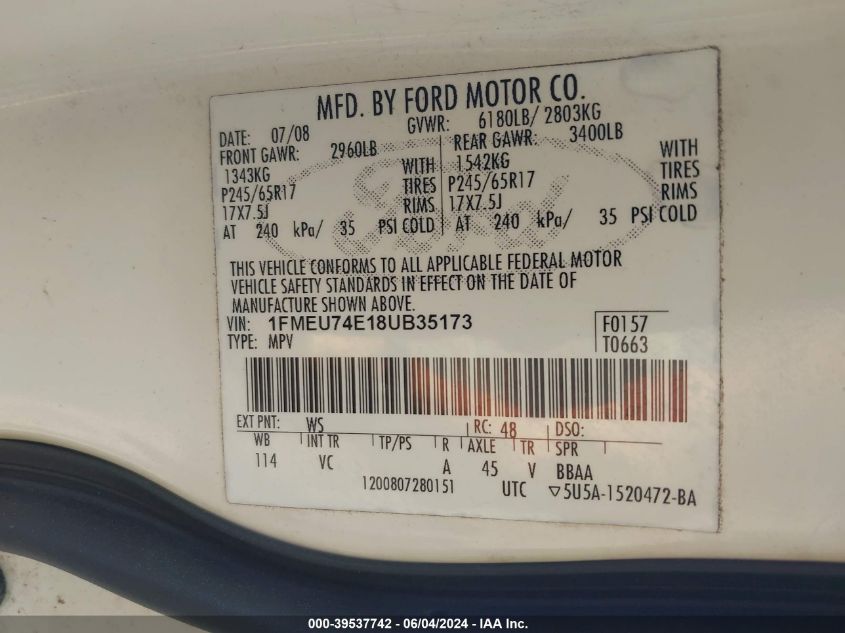 MFD. BY FORD MOTOR CO.
DATE: 07/08 GVWR: 6180LB/ 2803KG
FRONT GAWR: 2960LB REAR GAWR: 3400LB
1343KG WITH 1542KG WITH
P245/65R17 TIRES P245/65R17 TIRES
17X7.5J RIMS 17X7.5J RIMS
AT 240 kPa/ 35 PSI COLD AT 240 kPa/ 35 PSI COLD
Ford
THIS VEHICLE CONFORMS TO ALL APPLICABLE FEDERAL MOTOR
VEHICLE SAFETY STANDARDS IN EFFECT ON THE DATE OF
MANUFACTURE SHOWN ABOVE.
VIN: 1FMEU74E18UB35173 F0157
TYPE: MPV T0663
EXT PNT: WS RC: 48 DSO:
WB INT TR TP/PS R AXLE TR SPR
114 VC A 45 V BBAA
1200807280151 UTC ▽5U5A-1520472-BA
000-39537742 - 06/04/2024 - IAA Inc.